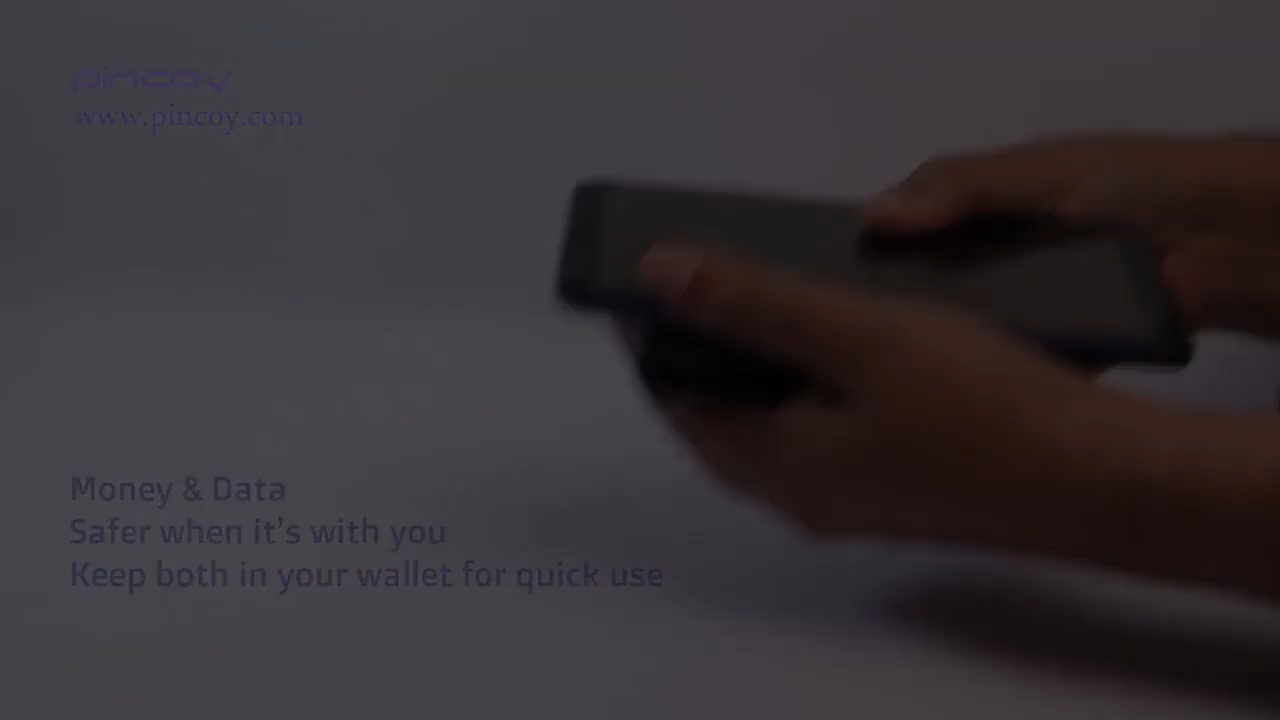 pincoy
www.pincoy.com
Money & Data
Safer when it's with you
Keep both in your wallet for quick use